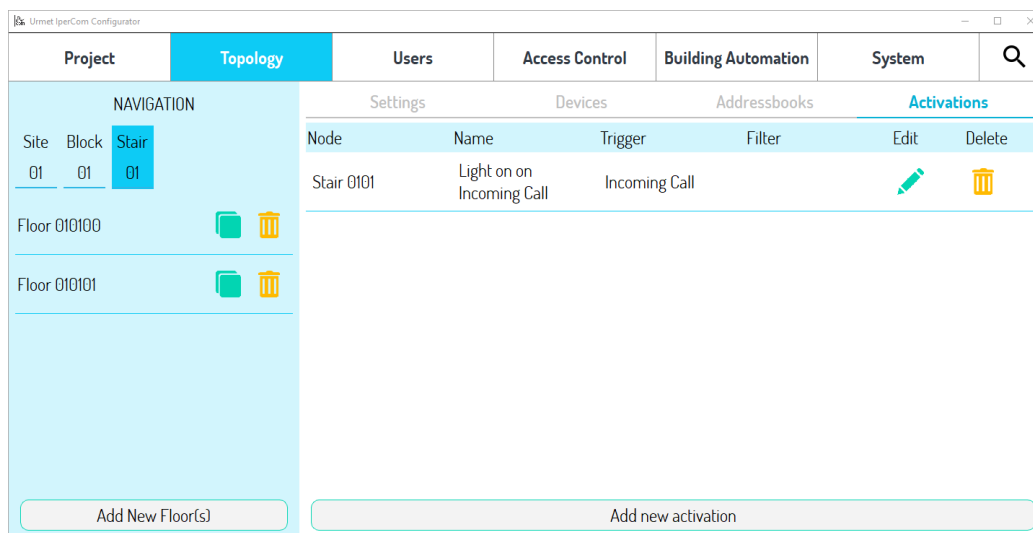 Urmet IperCom Configurator
Project Topology Users Access Control Building Automation System
NAVIGATION
Settings Devices Addressbooks Activations
Site Block Stair
01 01 01
Node Name Trigger Filter Edit Delete
Stair 0101 Light on on Incoming Call
Incoming Call
Floor 010100
Floor 010101
Add New Floor(s)
Add new activation